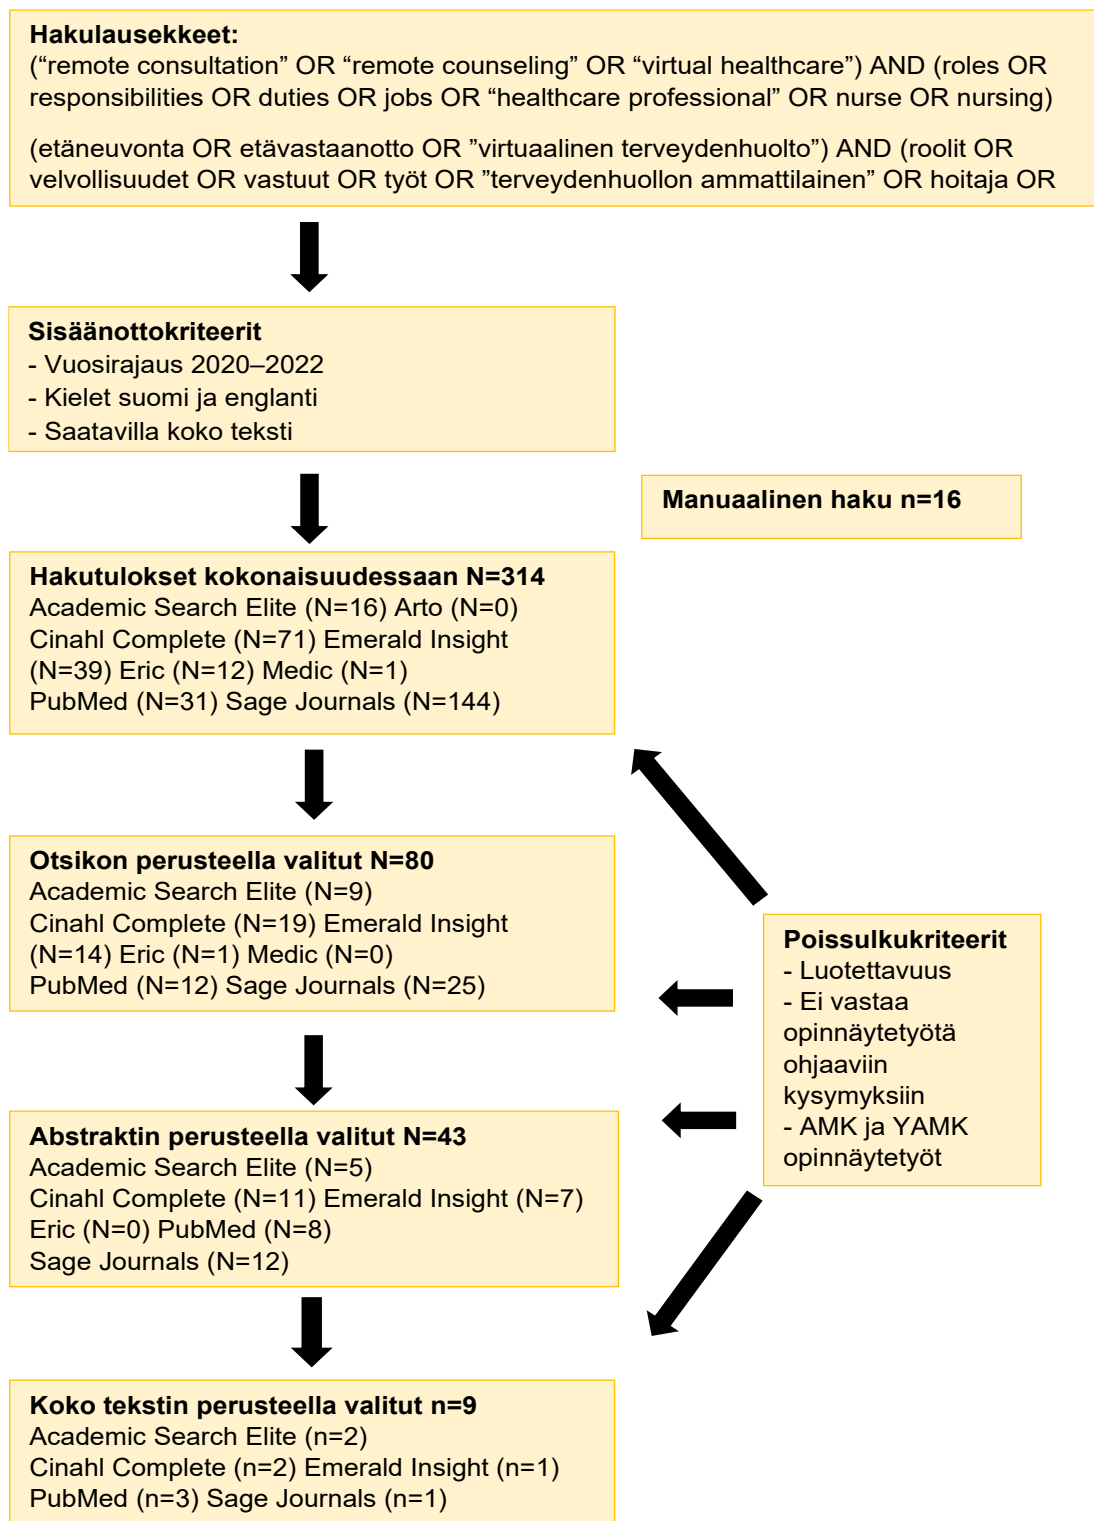 Hakulausekkeet:
(“remote consultation” OR “remote counseling” OR “virtual healthcare”) AND (roles OR
responsibilities OR duties OR jobs OR “healthcare professional” OR nurse OR nursing)
(etäneuvonta OR etävastaanotto OR ”virtuaalinen terveydenhuolto”) AND (roolit OR
velvollisuudet OR vastuut OR työt OR ”terveydenhuollon ammattilainen” OR hoitaja OR
Sisäänottokriteerit
- Vuosirajaus 2020–2022
- Kielet suomi ja englanti
- Saatavilla koko teksti
Manuaalinen haku n=16
Hakutulokset kokonaisuudessaan N=314
Academic Search Elite (N=16) Arto (N=0)
Cinahl Complete (N=71) Emerald Insight
(N=39) Eric (N=12) Medic (N=1)
PubMed (N=31) Sage Journals (N=144)
Otsikon perusteella valitut N=80
Academic Search Elite (N=9)
Cinahl Complete (N=19) Emerald Insight
(N=14) Eric (N=1) Medic (N=0)
PubMed (N=12) Sage Journals (N=25)
Poissulkukriteerit
- Luotettavuus
- Ei vastaa
opinnäytetyötä
ohjaaviin
kysymyksiin
- AMK ja YAMK
opinnäytetyöt
Abstraktin perusteella valitut N=43
Academic Search Elite (N=5)
Cinahl Complete (N=11) Emerald Insight (N=7)
Eric (N=0) PubMed (N=8)
Sage Journals (N=12)
Koko tekstin perusteella valitut n=9
Academic Search Elite (n=2)
Cinahl Complete (n=2) Emerald Insight (n=1)
PubMed (n=3) Sage Journals (n=1)